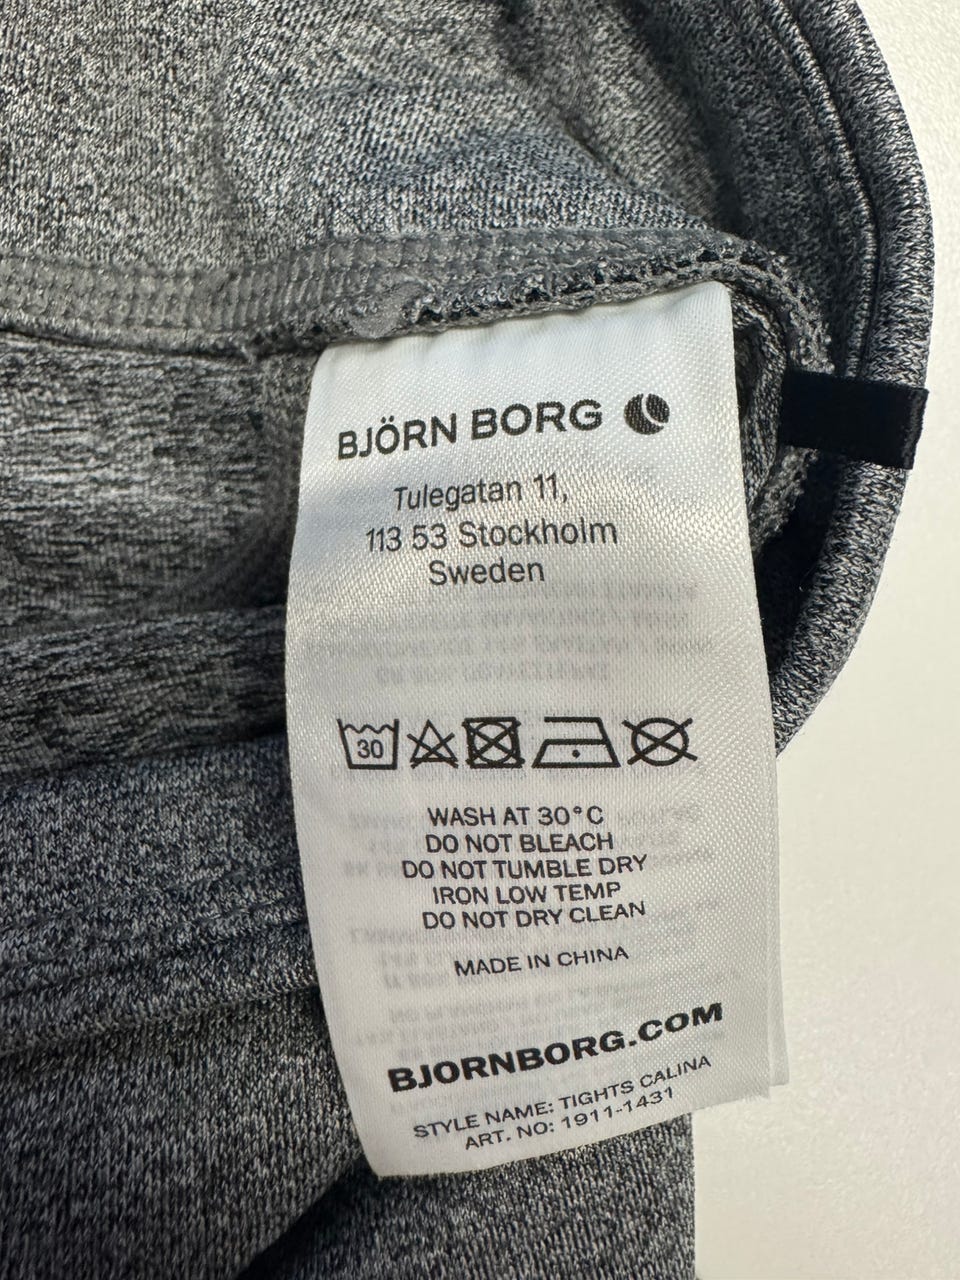 BJÖRN BORG
Tulegatan 11,
113 53 Stockholm
Sweden
30
WASH AT 30°C
DO NOT BLEACH
DO NOT TUMBLE DRY
IRON LOW TEMP
DO NOT DRY CLEAN
MADE IN CHINA
BJORNBORG.COM
STYLE NAME: TIGHTS CALINA
ART. NO: 1911-1431